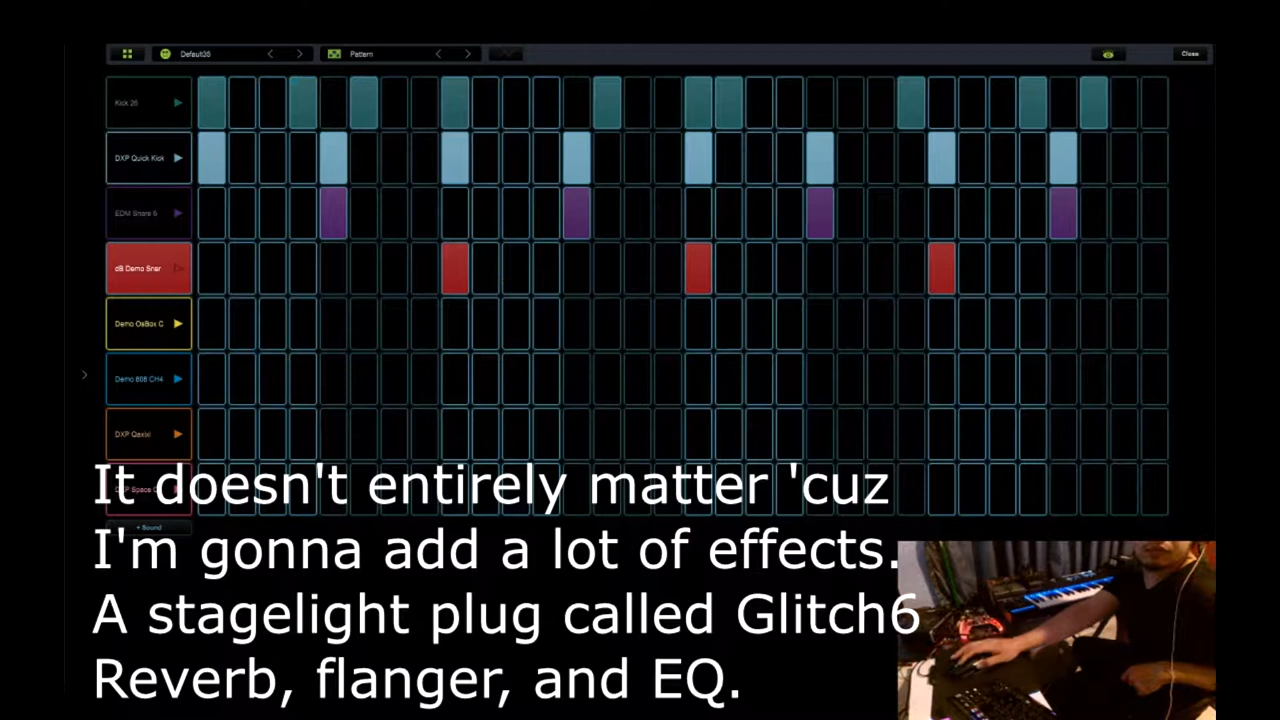 Default35
Pattern
Close
Kick 26
DXP Quick Kick
EDM Snare 6
cB Demo Snar
Demo OsBox C
Demo 808 CH4
DXP Qaxixi
+ Sound
It doesn't entirely matter 'cuz
I'm gonna add a lot of effects.
A stagelight plug called Glitch6
Reverb, flanger, and EQ.